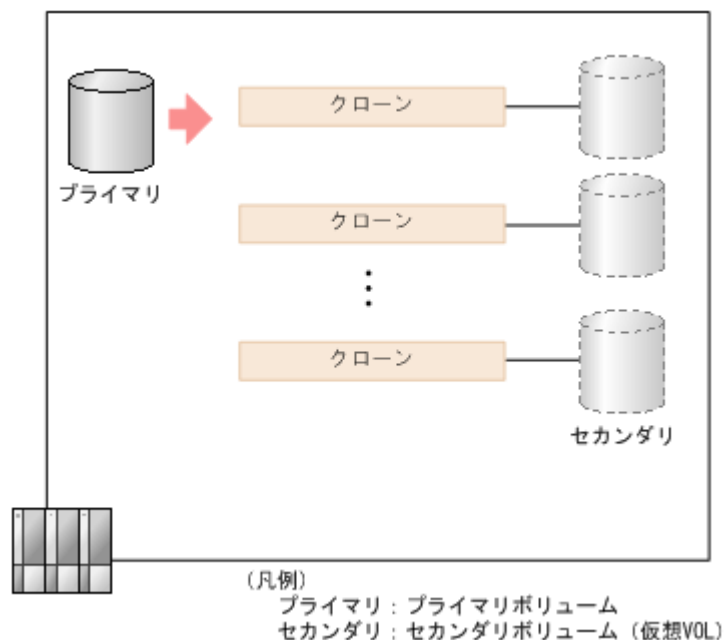 プライマリ
クローン
クローン
クローン
セカンダリ
(凡例)
プライマリ：プライマリボリューム
セカンダリ：セカンダリボリューム（仮想VOL）